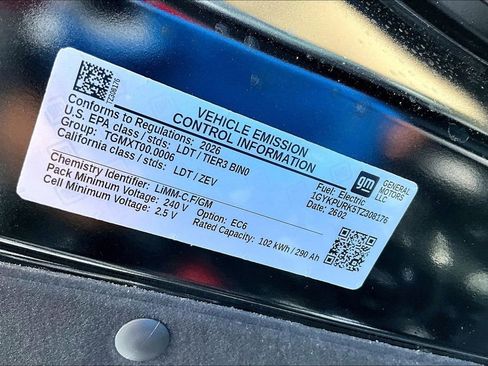 TZ308176
VEHICLE EMISSION
CONTROL INFORMATION
Conforms to Regulations: 2026
U.S. EPA class / stds: LDT / TIER3 BIN0
Group: TGMXT00.0006
California class / stds: LDT / ZEV
Fuel: Electric
1GYKPURK5TZ308176
Date: 2602
gm
GENERAL
MOTORS
LLC.
Chemistry Identifier: LiMM-C.F/GM
Pack Minimum Voltage: 240 V Option: EC6
Cell Minimum Voltage: 2.5 V Rated Capacity: 102 kWh / 290 Ah